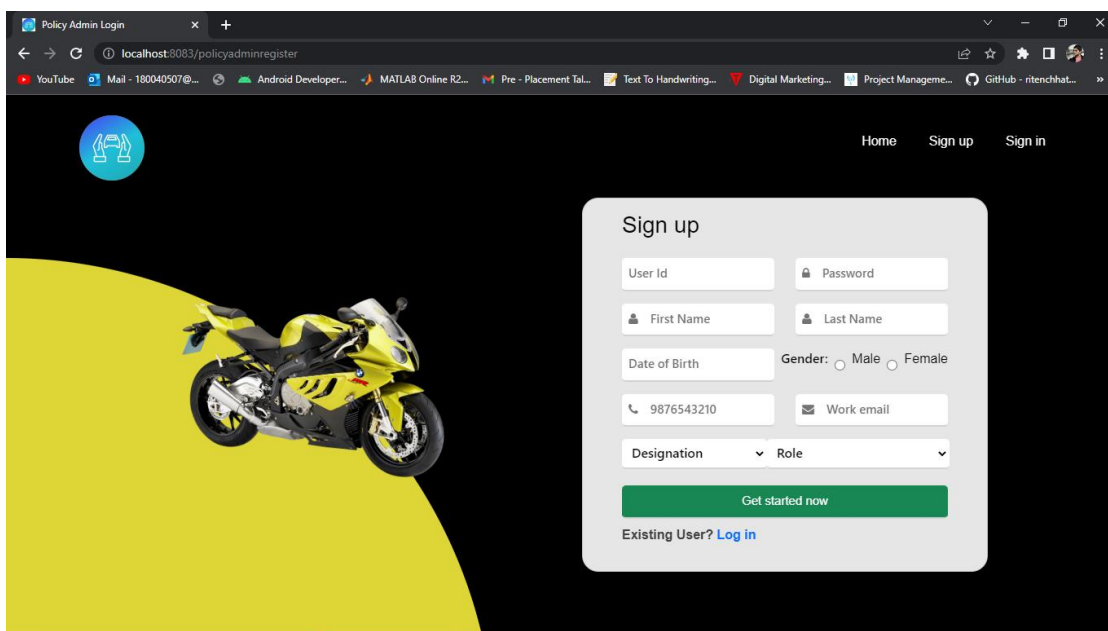 Policy Admin Login
localhost:8083/policyadminregister
YouTube Mail - 180040507@... Android Developer... MATLAB Online R2... Pre - Placement Tal... Text To Handwriting... Digital Marketing... Project Manageme... GitHub - ritenchhat... »
Home Sign up Sign in
Sign up
User Id Password
First Name Last Name
Date of Birth Gender: Male Female
9876543210 Work email
Designation Role
Get started now
Existing User? Log in